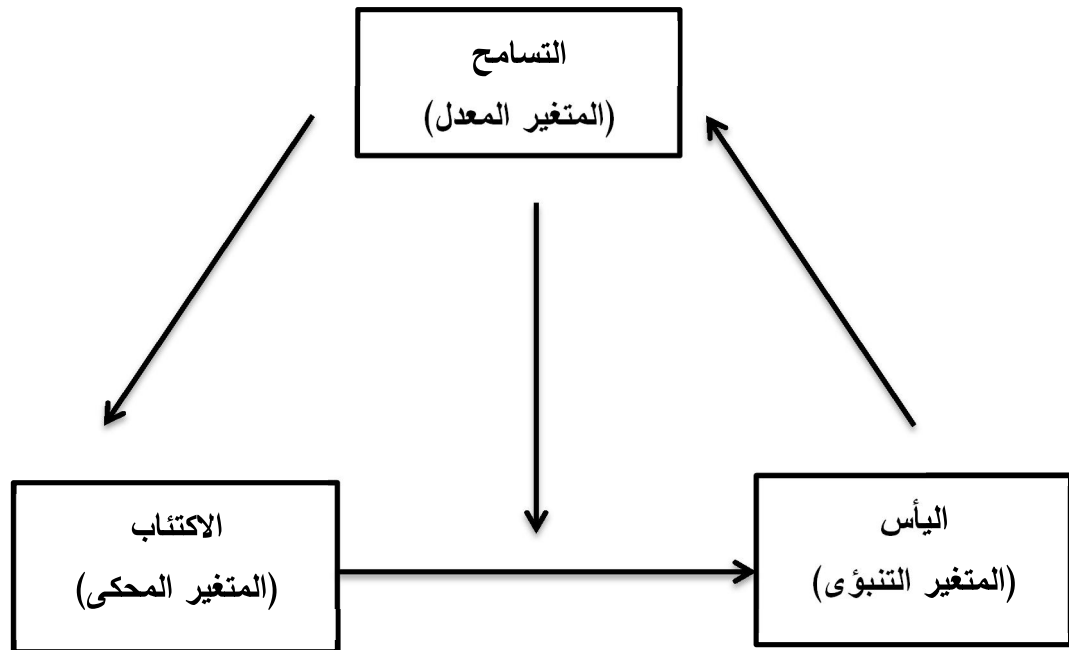 التسامح
(المتغير المعدل)
اليأس
(المتغير التنبؤى)
الاكتئاب
(المتغير المحكى)